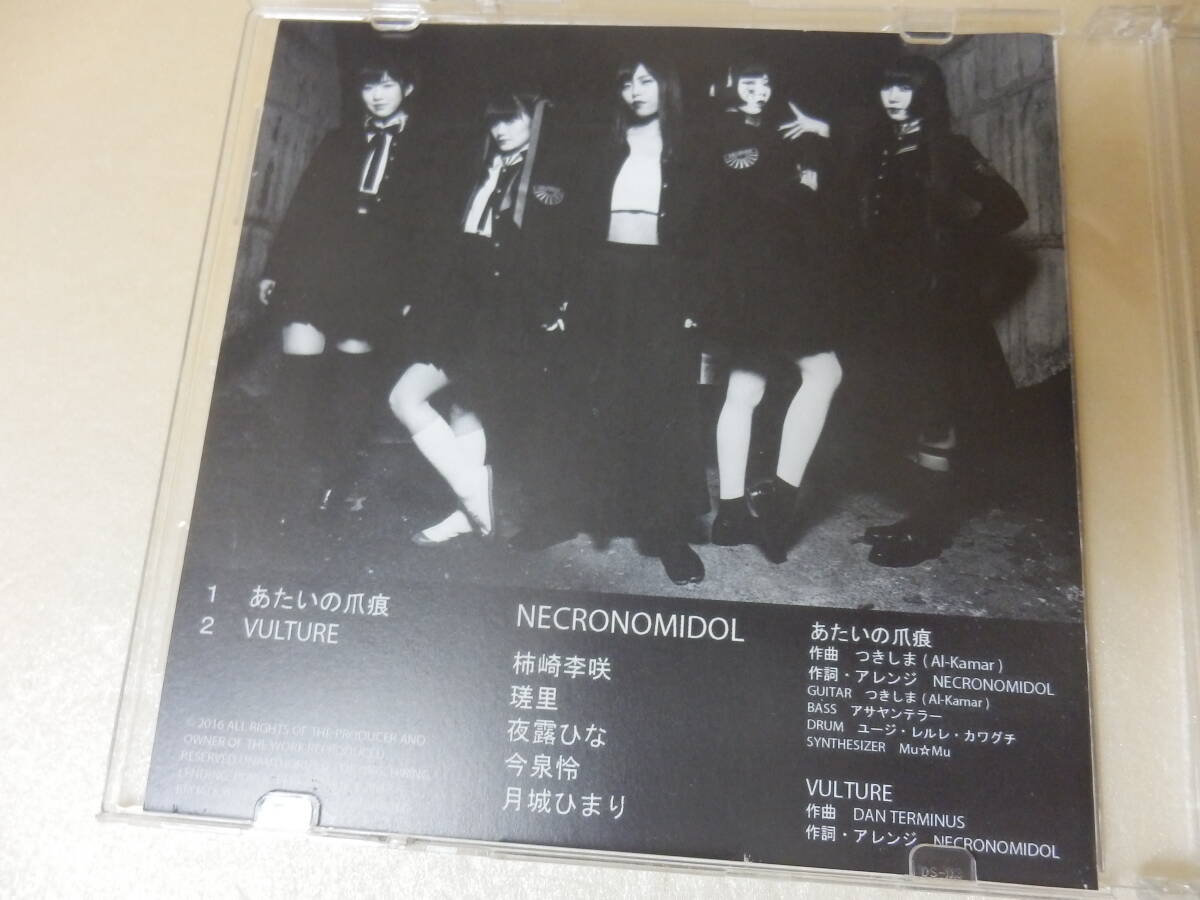 1 あたいの爪痕
2 VULTURE
© 2016 ALL RIGHTS OF THE PRODUCER AND
OWNER OF THE WORK REPRODUCED
RESERVED
LENDING
NECRONOMIDOL
柿崎李咲
瑳里
夜露ひな
今泉怜
月城ひまり
あたいの爪痕
作曲 つきしま ( Al-Kamar )
作詞・アレンジ NECRONOMIDOL
GUITAR つきしま ( Al-Kamar )
BASS アサヤンテラー
DRUM ユージ・レルレ・カワグチ
SYNTHESIZER Mu☆Mu
VULTURE
作曲 DAN TERMINUS
作詞・アレンジ NECRONOMIDOL